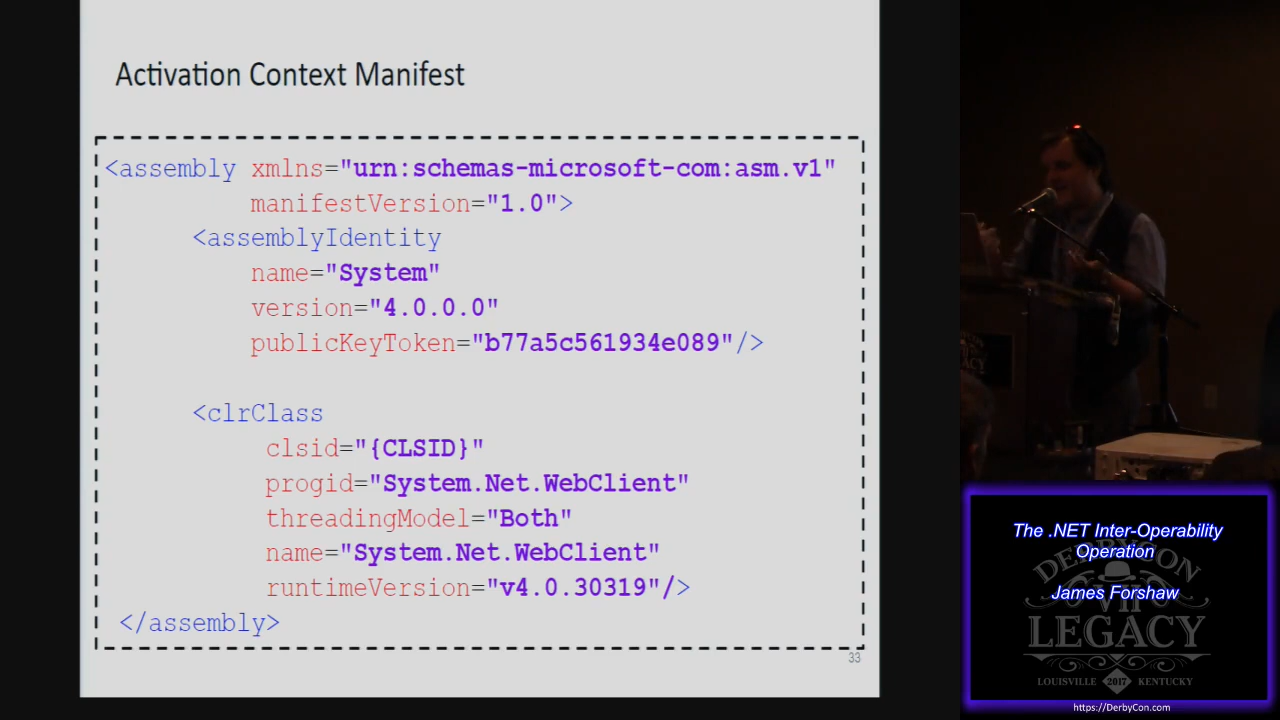 Activation Context Manifest
<assembly xmlns="urn:schemas-microsoft-com:asm.v1"
manifestVersion="1.0">
<assemblyIdentity
name="System"
version="4.0.0.0"
publicKeyToken="b77a5c561934e089"/>
<clrClass
clsid="{CLSID}"
progid="System.Net.WebClient"
threadingModel="Both"
name="System.Net.WebClient"
runtimeVersion="v4.0.30319"/>
</assembly>
33
The .NET Inter-Operability
Operation
James Forshaw
DERBYCON
VII
LEGACY
LOUISVILLE 2017 KENTUCKY
https://DerbyCon.com